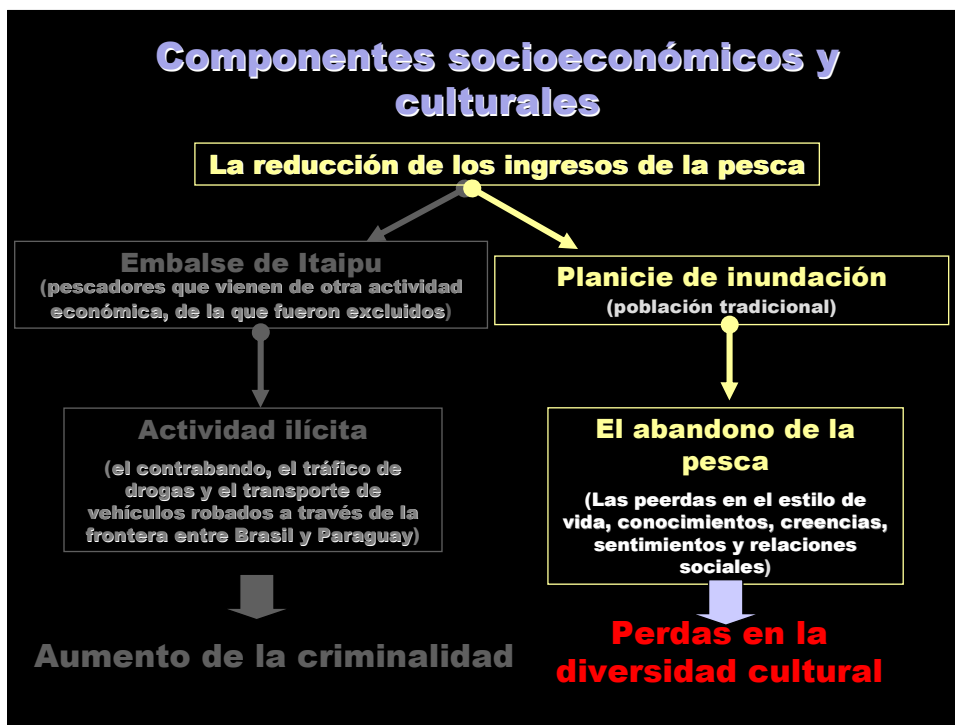 Componentes socioeconómicos y
culturales
La reducción de los ingresos de la pesca
Embalse de Itaipu
(pescadores que vienen de otra actividad
económica, de la que fueron excluidos)
Planicie de inundación
(población tradicional)
Actividad ilícita
(el contrabando, el tráfico de
drogas y el transporte de
vehículos robados a través de la
frontera entre Brasil y Paraguay)
El abandono de la
pesca
(Las peerdas en el estilo de
vida, conocimientos, creencias,
sentimientos y relaciones
sociales)
Aumento de la criminalidad
Perdas en la
diversidad cultural